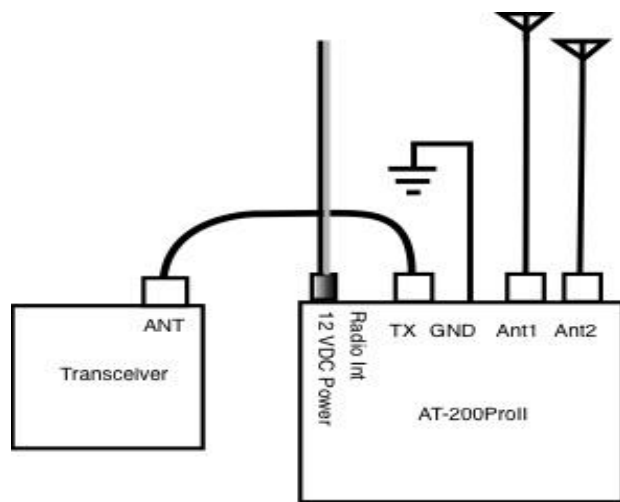 ANT
Transceiver
12 VDC Power
Radio Int
TX
GND
Ant1
Ant2
AT-200ProII